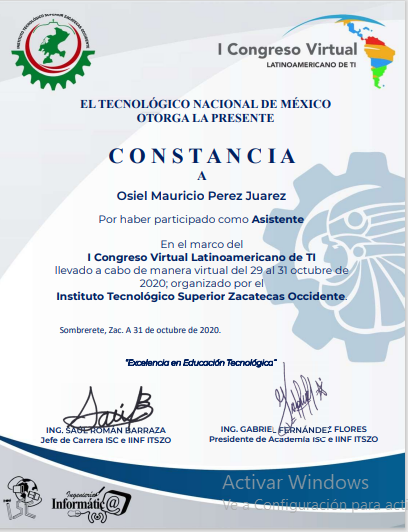 INSTITUTO TECNOLÓGICO SUPERIOR ZACATECAS OCCIDENTE
I Congreso Virtual
LATINOAMERICANO DE TI
EL TECNOLÓGICO NACIONAL DE MÉXICO
OTORGA LA PRESENTE
CONSTANCIA
A
Osiel Mauricio Perez Juarez
Por haber participado como Asistente
En el marco del
I Congreso Virtual Latinoamericano de TI
llevado a cabo de manera virtual del 29 al 31 octubre de
2020; organizado por el
Instituto Tecnológico Superior Zacatecas Occidente.
Sombrerete, Zac. A 31 de octubre de 2020.
"Excelencia en Educación Tecnológica"
ING. SAUL ROMÁN BARRAZA
Jefe de Carrera ISC e IINF ITSZO
ING. GABRIEL FERNÁNDEZ FLORES
Presidente de Academia ISC e IINF ITSZO
Ingeniería
Informátic@
Activar Windows
Ve a Configuración para acti